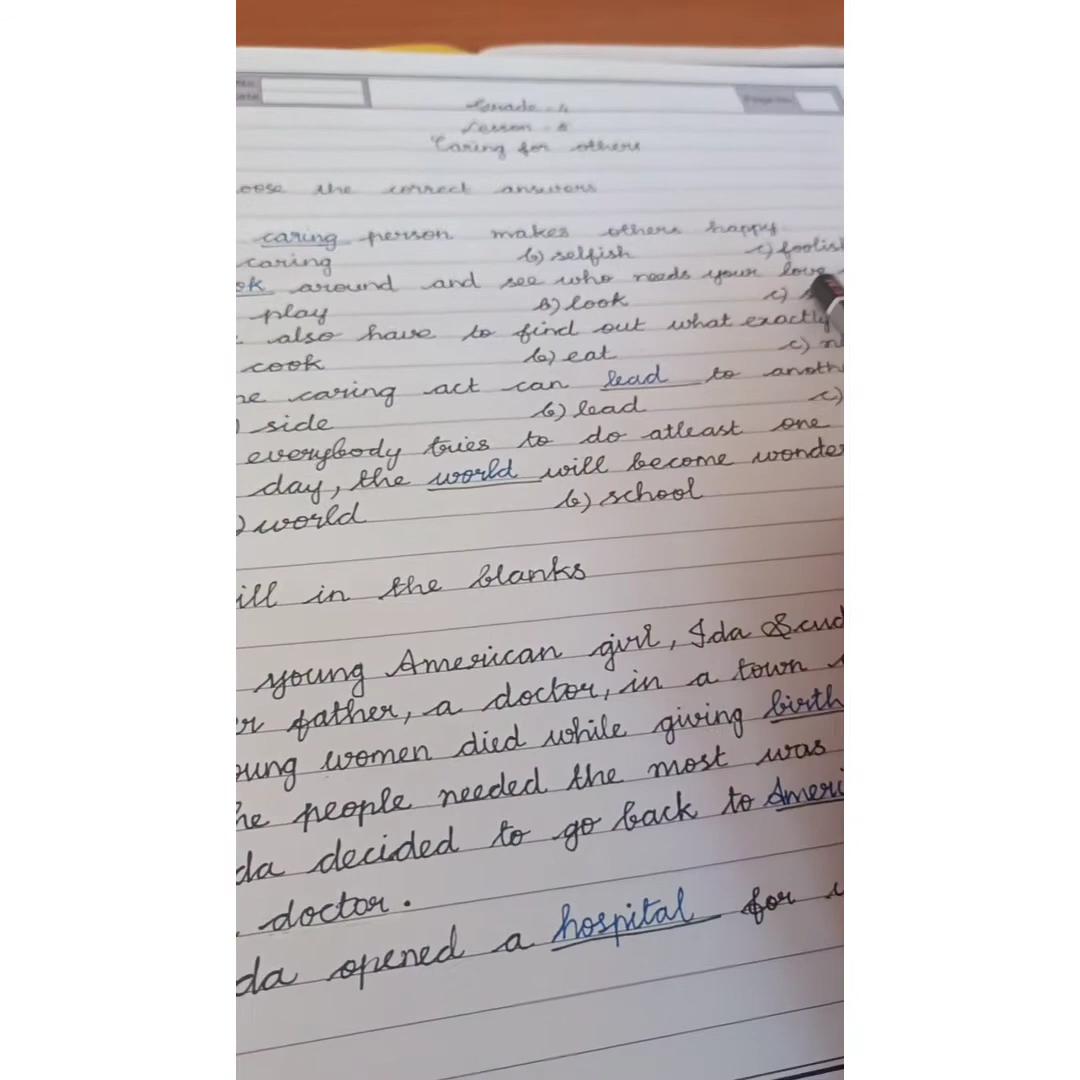 Grade - 4
Lesson - 8
Caring for others
oose the correct answers
caring person makes others happy
caring b) selfish c) foolish
ok around and see who needs your love
play b) look c)
also have to find out what exactly
cook b) eat c)
ne caring act can lead to anoth
) side b) lead c)
everybody tries to do atleast one
day, the world will become wonder
) world b) school
ill in the blanks
young American girl, Ida Scud
er father, a doctor, in a town
oung women died while giving birth
he people needed the most was
da decided to go back to Ameri
doctor.
da opened a hospital for